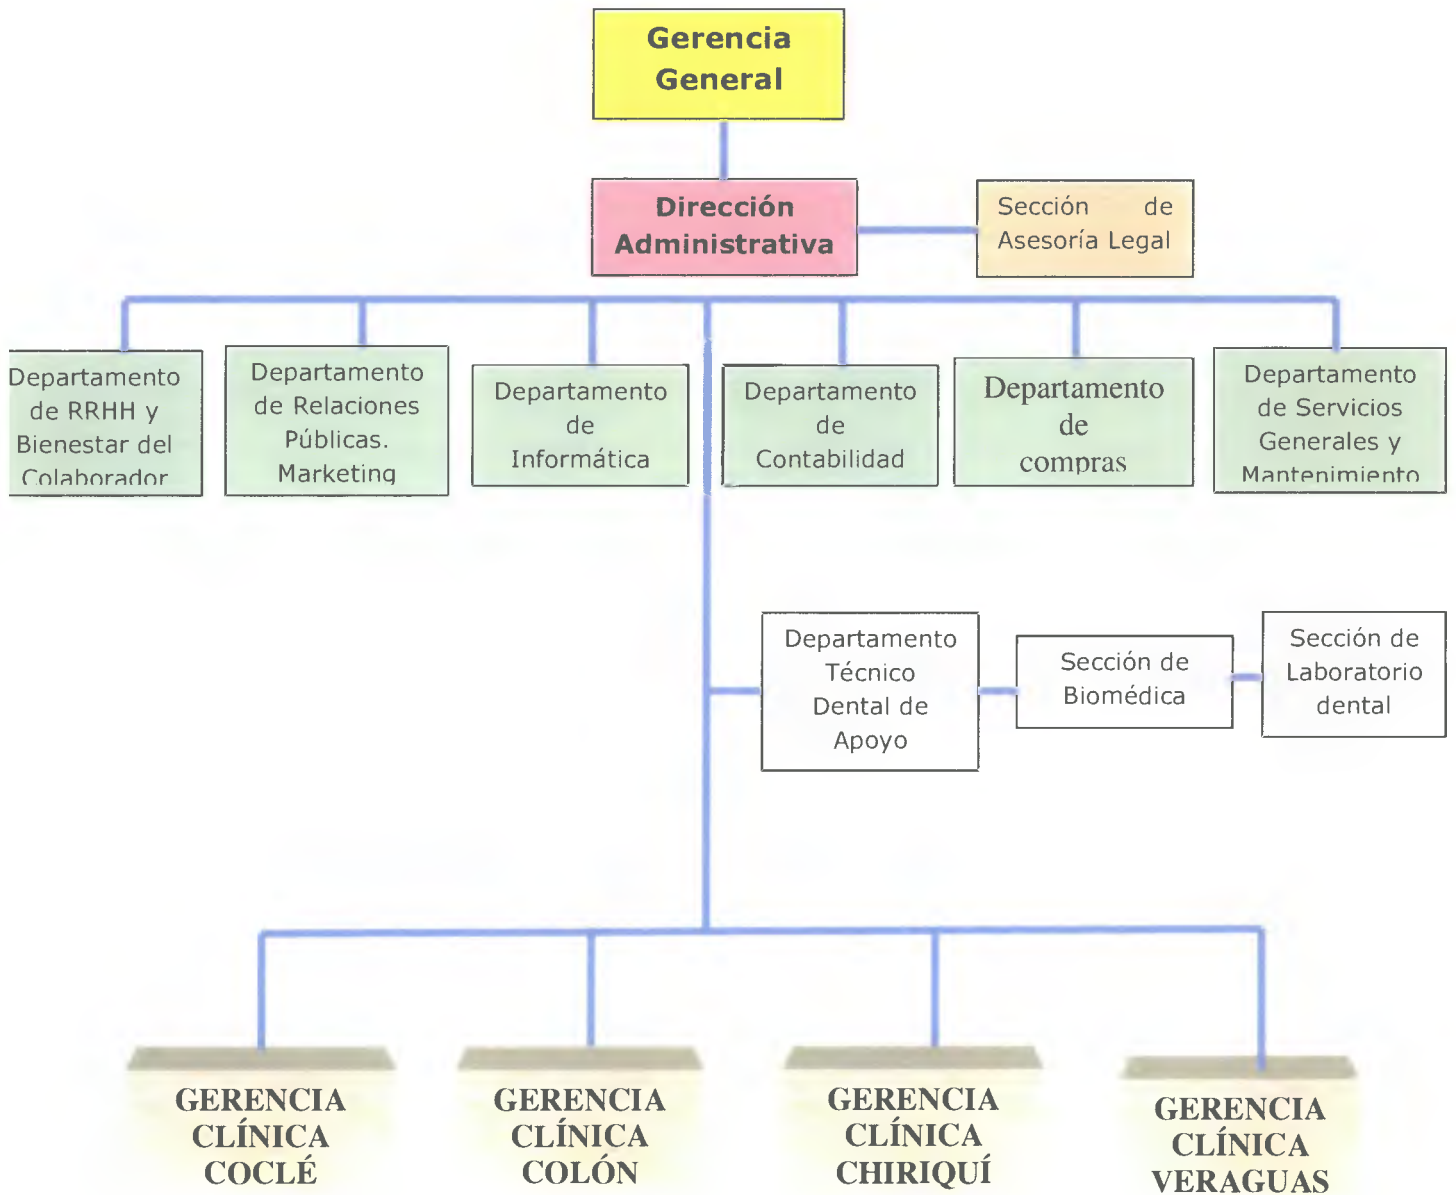 Gerencia
General
Dirección
Administrativa
Sección de
Asesoría Legal
Departamento
de RRHH y
Bienestar del
Colaborador
Departamento
de Relaciones
Públicas.
Marketing
Departamento
de
Informática
Departamento
de
Contabilidad
Departamento
de
compras
Departamento
de Servicios
Generales y
Mantenimiento
Departamento
Técnico
Dental de
Apoyo
Sección de
Biomédica
Sección de
Laboratorio
dental
GERENCIA
CLÍNICA
COCLÉ
GERENCIA
CLÍNICA
COLÓN
GERENCIA
CLÍNICA
CHIRIQUÍ
GERENCIA
CLÍNICA
VERAGUAS